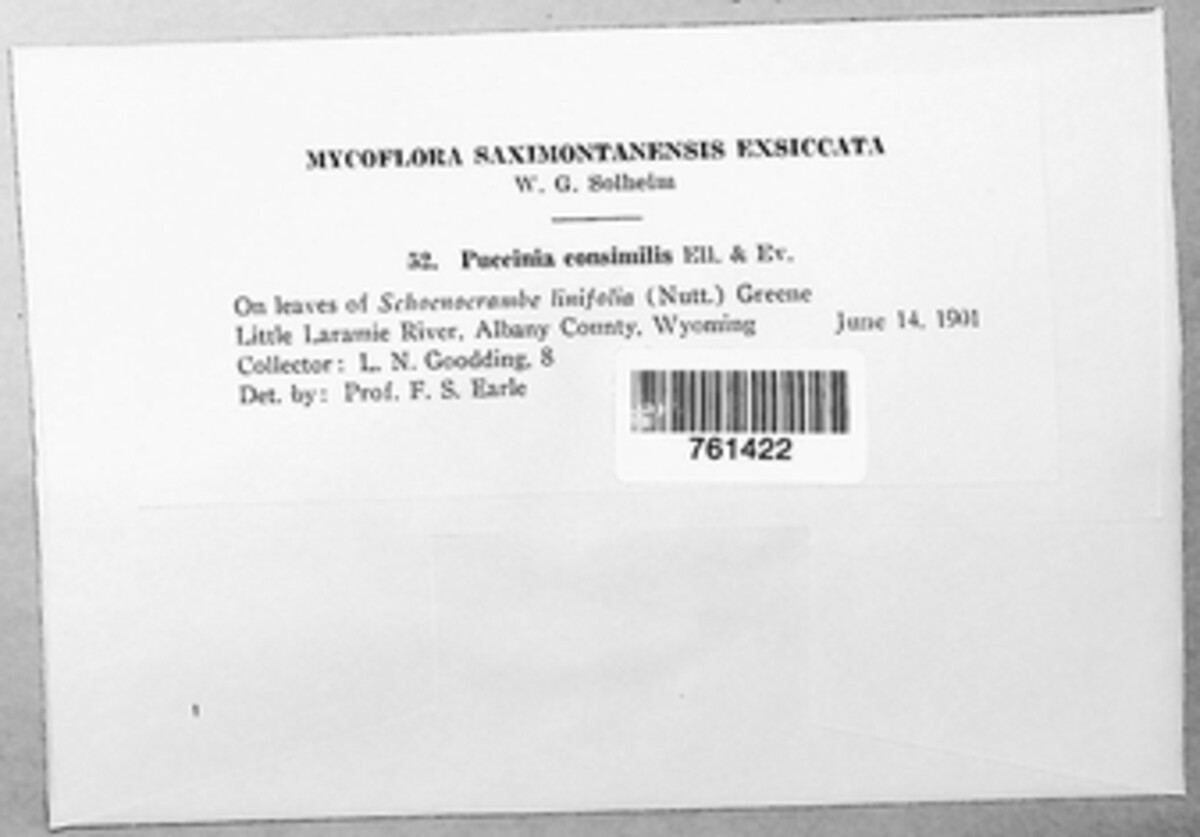 MYCOFLORA SAXIMONTANENSIS EXSICCATA
W. G. Solheim
52. Puccinia consimilis Ell. & Ev.
On leaves of Schoenocrambe linifolia (Nutt.) Greene
Little Laramie River, Albany County, Wyoming June 14, 1901
Collector: L. N. Goodding, 8
Det. by: Prof. F. S. Earle
761422